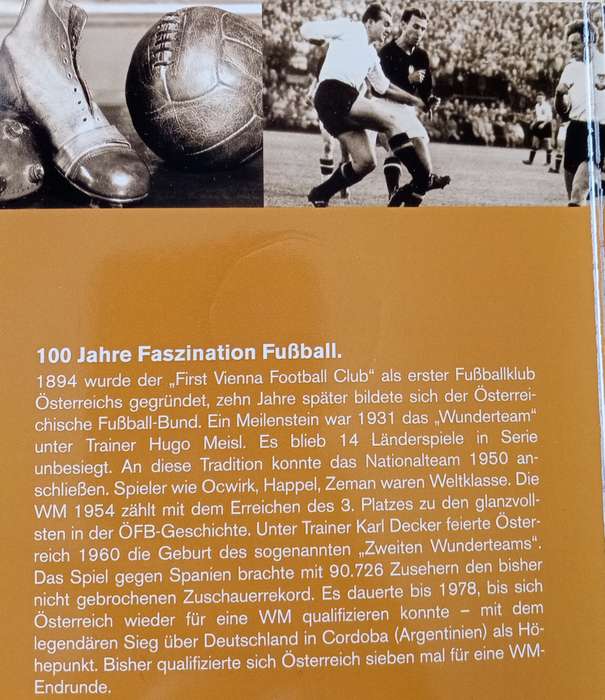 100 Jahre Faszination Fußball.
1894 wurde der „First Vienna Football Club“ als erster Fußballklub
Österreichs gegründet, zehn Jahre später bildete sich der Österrei-
chische Fußball-Bund. Ein Meilenstein war 1931 das „Wunderteam“
unter Trainer Hugo Meisl. Es blieb 14 Länderspiele in Serie
unbesiegt. An diese Tradition konnte das Nationalteam 1950 an-
schließen. Spieler wie Ocwirk, Happel, Zeman waren Weltklasse. Die
WM 1954 zählt mit dem Erreichen des 3. Platzes zu den glanzvoll-
sten in der ÖFB-Geschichte. Unter Trainer Karl Decker feierte Öster-
reich 1960 die Geburt des sogenannten „Zweiten Wunderteams“.
Das Spiel gegen Spanien brachte mit 90.726 Zusehern den bisher
nicht gebrochenen Zuschauerrekord. Es dauerte bis 1978, bis sich
Österreich wieder für eine WM qualifizieren konnte – mit dem
legendären Sieg über Deutschland in Cordoba (Argentinien) als Hö-
hepunkt. Bisher qualifizierte sich Österreich sieben mal für eine WM-
Endrunde.